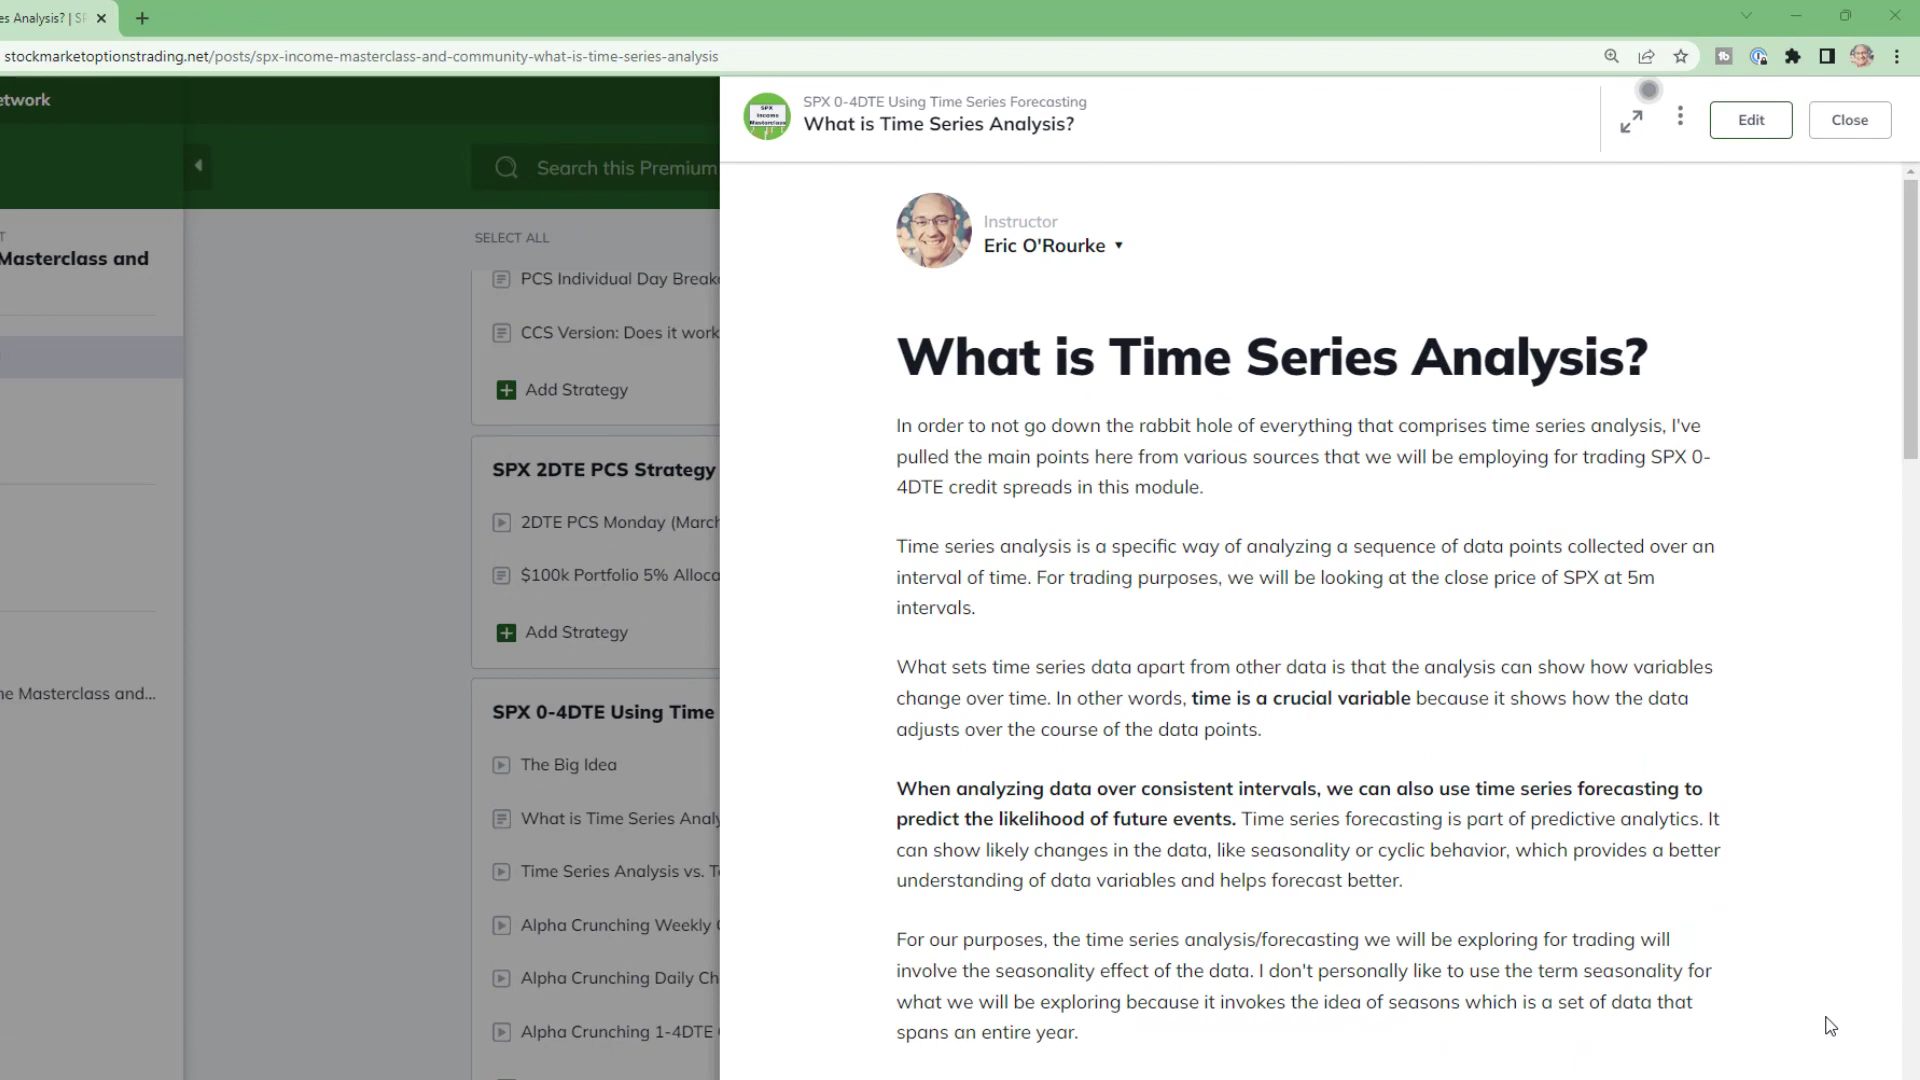 es Analysis? | SP
stockmarketoptionstrading.net/posts/spx-income-masterclass-and-community-what-is-time-series-analysis
etwork
SPX 0-4DTE Using Time Series Forecasting
What is Time Series Analysis?
Edit
Close
Search this Premium
T
Masterclass and
SELECT ALL
PCS Individual Day Breako
CCS Version: Does it work
Add Strategy
SPX 2DTE PCS Strategy
2DTE PCS Monday (March
$100k Portfolio 5% Alloca
Add Strategy
ne Masterclass and...
SPX 0-4DTE Using Time
The Big Idea
What is Time Series Analy
Time Series Analysis vs. Te
Alpha Crunching Weekly C
Alpha Crunching Daily Ch
Alpha Crunching 1-4DTE
SPX
Income
Masterclass
Instructor
Eric O'Rourke
What is Time Series Analysis?
In order to not go down the rabbit hole of everything that comprises time series analysis, I've
pulled the main points here from various sources that we will be employing for trading SPX 0-
4DTE credit spreads in this module.
Time series analysis is a specific way of analyzing a sequence of data points collected over an
interval of time. For trading purposes, we will be looking at the close price of SPX at 5m
intervals.
What sets time series data apart from other data is that the analysis can show how variables
change over time. In other words, time is a crucial variable because it shows how the data
adjusts over the course of the data points.
When analyzing data over consistent intervals, we can also use time series forecasting to
predict the likelihood of future events. Time series forecasting is part of predictive analytics. It
can show likely changes in the data, like seasonality or cyclic behavior, which provides a better
understanding of data variables and helps forecast better.
For our purposes, the time series analysis/forecasting we will be exploring for trading will
involve the seasonality effect of the data. I don't personally like to use the term seasonality for
what we will be exploring because it invokes the idea of seasons which is a set of data that
spans an entire year.